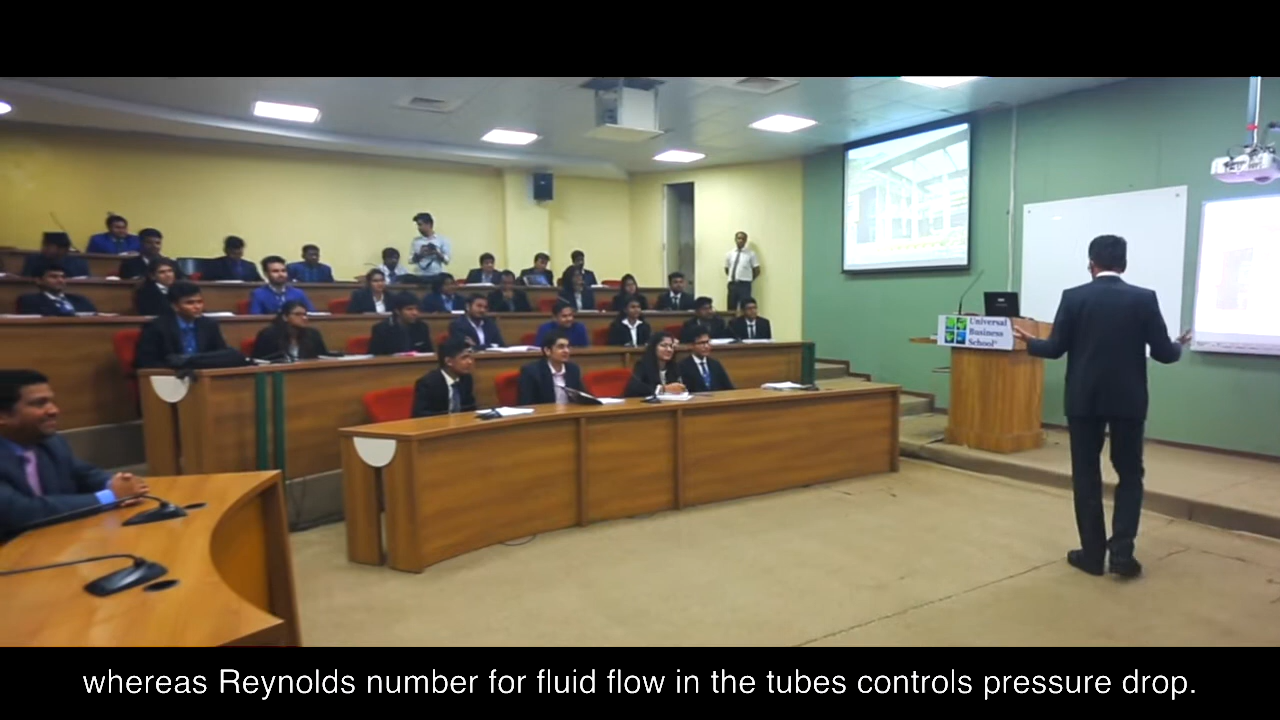 Universal
Business
School®
whereas Reynolds number for fluid flow in the tubes controls pressure drop.